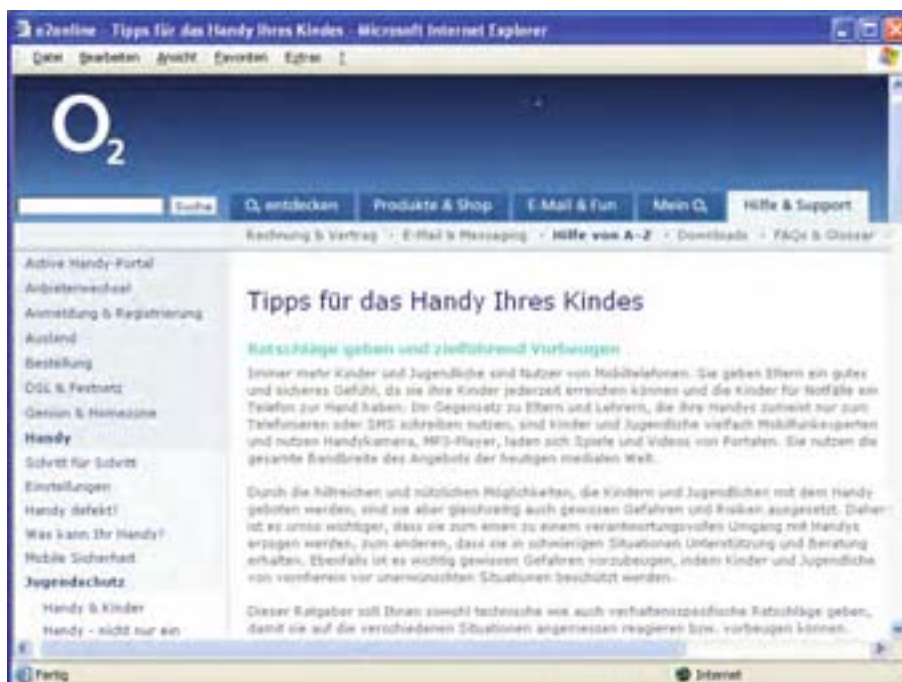 o2online - Tipps für das Handy Ihres Kindes - Microsoft Internet Explorer
Datei Bearbeiten Ansicht Favoriten Extras ?
O2
Suche
O2 entdecken Produkte & Shop E-Mail & Fun Mein O2 Hilfe & Support
Rechnung & Vertrag · E-Mail & Messaging · Hilfe von A-Z · Downloads · FAQs & Glossar
Active Handy-Portal
Anbieterwechsel
Anmeldung & Registrierung
Ausland
Bestellung
DSL & Festnetz
Genion & Homezone
Handy
Schritt für Schritt
Einstellungen
Handy defekt?
Was kann Ihr Handy?
Mobile Sicherheit
Jugendschutz
Handy & Kinder
Handy - nicht nur ein
Tipps für das Handy Ihres Kindes
Ratschläge geben und zielführend Vorbeugen
Immer mehr Kinder und Jugendliche sind Nutzer von Mobiltelefonen. Sie geben Eltern ein gutes
und sicheres Gefühl, da sie ihre Kinder jederzeit erreichen können und die Kinder für Notfälle ein
Telefon zur Hand haben. Im Gegensatz zu Eltern und Lehrern, die ihre Handys zumeist nur zum
Telefonieren oder SMS schreiben nutzen, sind Kinder und Jugendliche vielfach Mobilfunkexperten
und nutzen Handykamera, MP3-Player, laden sich Spiele und Videos von Portalen. Sie nutzen die
gesamte Bandbreite des Angebots der heutigen medialen Welt.
Durch die hilfreichen und nützlichen Möglichkeiten, die Kindern und Jugendlichen mit dem Handy
geboten werden, sind sie aber gleichzeitig auch gewissen Gefahren und Risiken ausgesetzt. Daher
ist es umso wichtiger, dass sie zum einen zu einem verantwortungsvollen Umgang mit Handys
erzogen werden, zum anderen, dass sie in schwierigen Situationen Unterstützung und Beratung
erhalten. Ebenfalls ist es wichtig gewissen Gefahren vorzubeugen, indem Kinder und Jugendliche
von vornherein vor unerwünschten Situationen beschützt werden.
Dieser Ratgeber soll Ihnen sowohl technische wie auch verhaltensspezifische Ratschläge geben,
damit sie auf die verschiedenen Situationen angemessen reagieren bzw. vorbeugen können.
Fertig
Internet